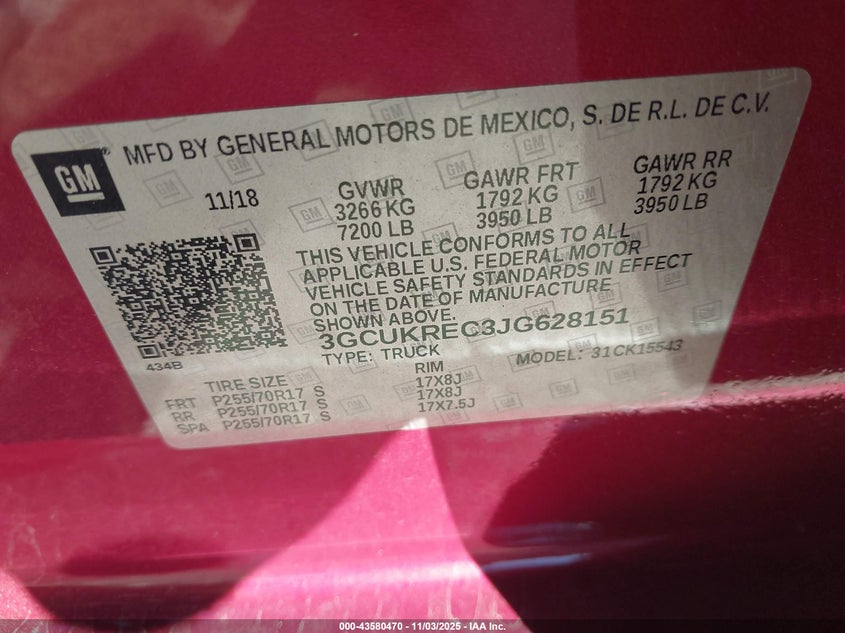 GM
MFD BY GENERAL MOTORS DE MEXICO, S. DE R.L. DE C.V.
11/18
GVWR GAWR FRT GAWR RR
3266 KG 1792 KG 1792 KG
7200 LB 3950 LB 3950 LB
THIS VEHICLE CONFORMS TO ALL
APPLICABLE U.S. FEDERAL MOTOR
VEHICLE SAFETY STANDARDS IN EFFECT
ON THE DATE OF MANUFACTURE
SHOWN ABOVE.
3GCUKREC3JG628151
434B
TYPE: TRUCK MODEL: 31CK15543
TIRE SIZE RIM
FRT P255/70R17 S 17X8J
RR P255/70R17 S 17X8J
SPA P255/70R17 S 17X7.5J
000-43580470 - 11/03/2025 - IAA Inc.